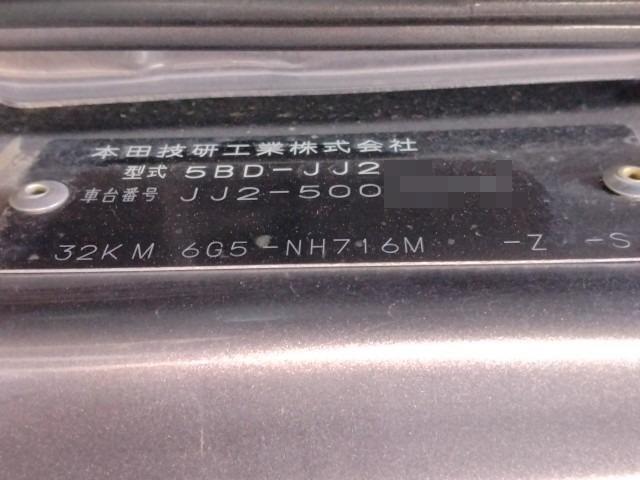 本田技研工業株式会社
型式 5BD-JJ2
車台番号 JJ2-500
32KM 6G5-NH716M -Z -S